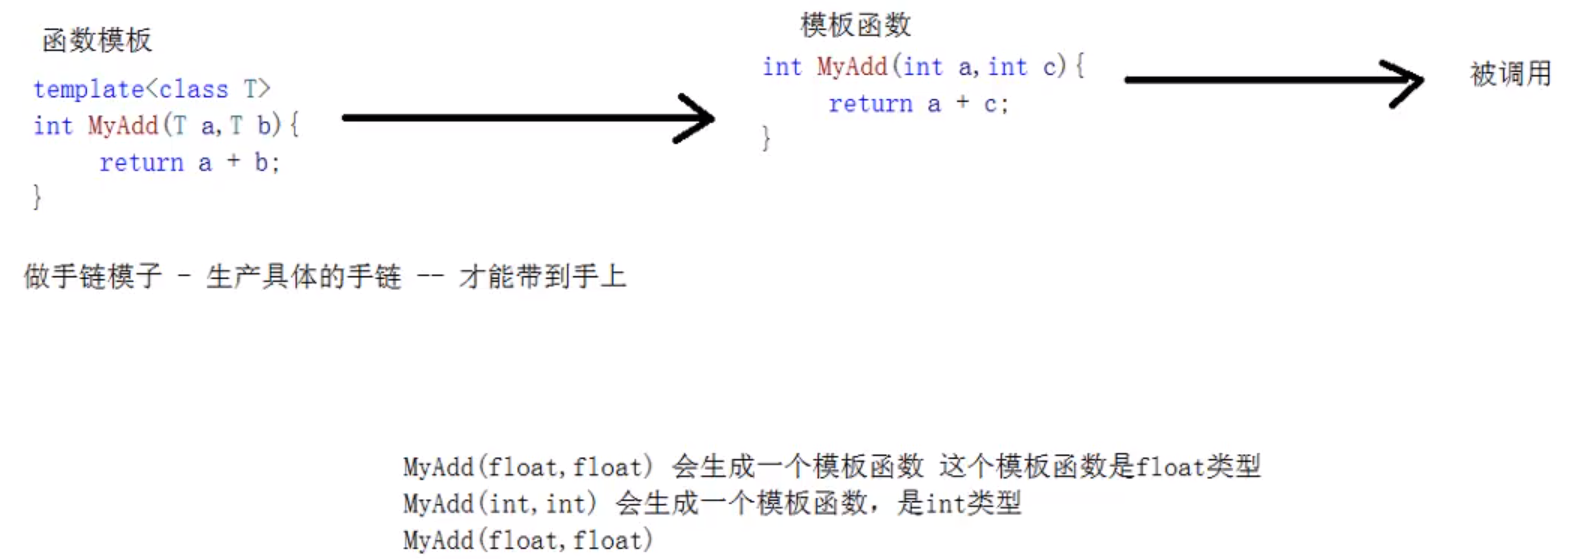 函数模板
template<class T>
int MyAdd(T a,T b){
return a + b;
}
模板函数
int MyAdd(int a,int c){
return a + c;
}
被调用
做手链模子 - 生产具体的手链 -- 才能带到手上
MyAdd(float,float) 会生成一个模板函数 这个模板函数是float类型
MyAdd(int,int) 会生成一个模板函数，是int类型
MyAdd(float,float)